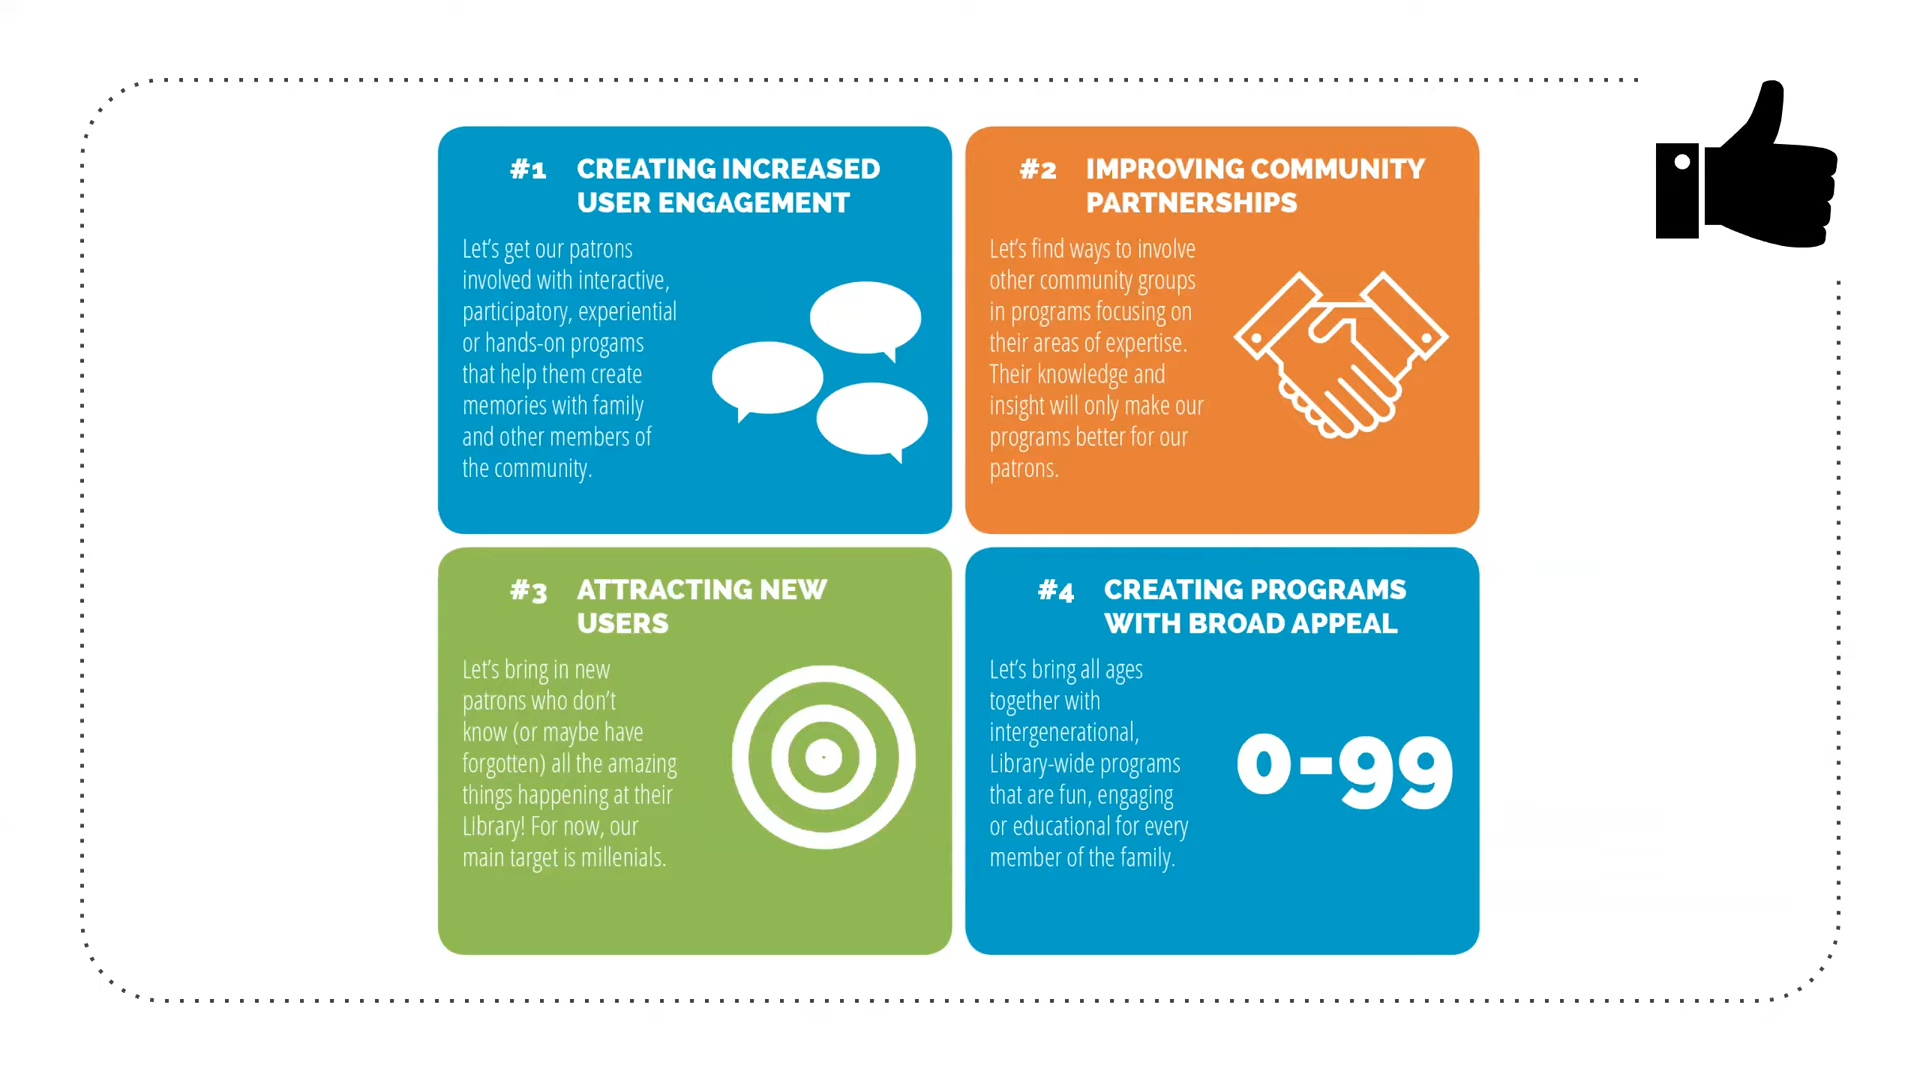 #1 CREATING INCREASED
USER ENGAGEMENT
Let's get our patrons
involved with interactive,
participatory, experiential
or hands-on progams
that help them create
memories with family
and other members of
the community.
#2 IMPROVING COMMUNITY
PARTNERSHIPS
Let's find ways to involve
other community groups
in programs focusing on
their areas of expertise.
Their knowledge and
insight will only make our
programs better for our
patrons.
#3 ATTRACTING NEW
USERS
Let's bring in new
patrons who don't
know (or maybe have
forgotten) all the amazing
things happening at their
Library! For now, our
main target is millenials.
#4 CREATING PROGRAMS
WITH BROAD APPEAL
Let's bring all ages
together with
intergenerational,
Library-wide programs
that are fun, engaging
or educational for every
member of the family.
0-99